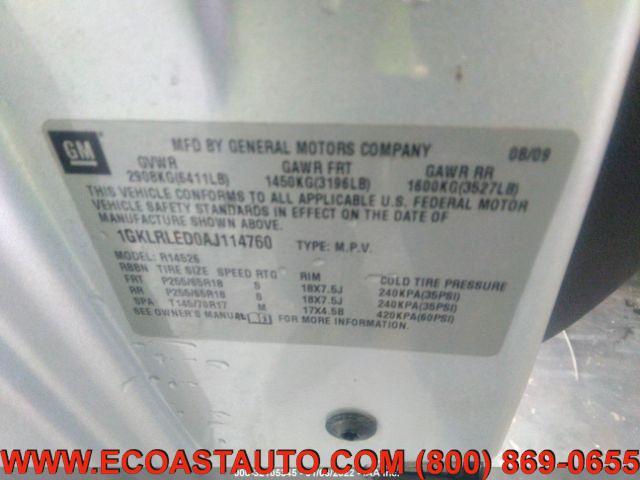 GM
MFD BY GENERAL MOTORS COMPANY 08/09
GVWR GAWR FRT GAWR RR
2908KG(6411LB) 1450KG(3196LB) 1600KG(3527LB)
THIS VEHICLE CONFORMS TO ALL APPLICABLE U.S. FEDERAL MOTOR
VEHICLE SAFETY STANDARDS IN EFFECT ON THE DATE OF
MANUFACTURE SHOWN ABOVE.
1GKLRLED0AJ114760 TYPE: M.P.V.
MODEL: R14526
RBBN TIRE SIZE SPEED RTG RIM COLD TIRE PRESSURE
FRT P255/65R18 S 18X7.5J 240KPA(35PSI)
RR P255/65R18 S 18X7.5J 240KPA(35PSI)
SPA T145/70R17 M 17X4.5B 420KPA(60PSI)
SEE OWNER'S MANUAL FOR MORE INFORMATION.
WWW.ECOASTAUTO.COM (800) 869-0655